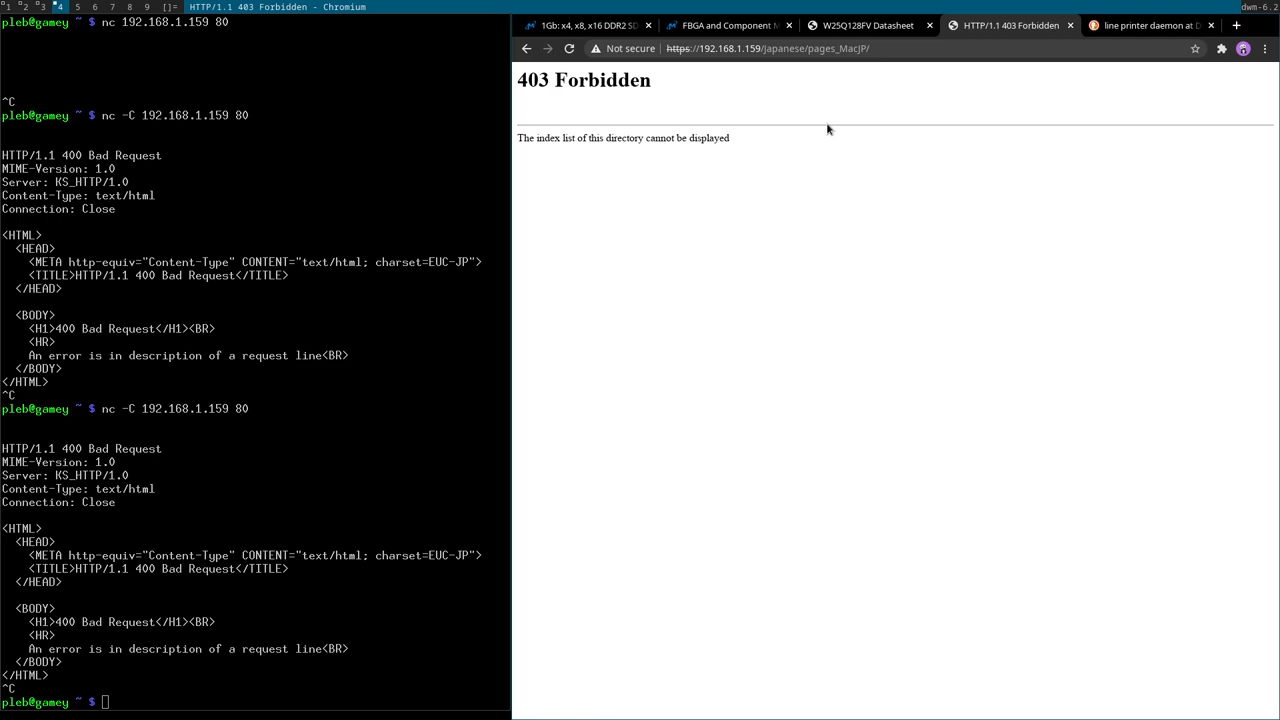 1 2 3 4 5 6 7 8 9 []= HTTP/1.1 403 Forbidden - Chromium dwm-6.2
pleb@gamey ~ $ nc 192.168.1.159 80
^C
pleb@gamey ~ $ nc -C 192.168.1.159 80
HTTP/1.1 400 Bad Request
MIME-Version: 1.0
Server: KS_HTTP/1.0
Content-Type: text/html
Connection: Close
<HTML>
  <HEAD>
    <META http-equiv="Content-Type" CONTENT="text/html; charset=EUC-JP">
    <TITLE>HTTP/1.1 400 Bad Request</TITLE>
  </HEAD>
  <BODY>
    <H1>400 Bad Request</H1><BR>
    <HR>
    An error is in description of a request line<BR>
  </BODY>
</HTML>
^C
pleb@gamey ~ $ nc -C 192.168.1.159 80
HTTP/1.1 400 Bad Request
MIME-Version: 1.0
Server: KS_HTTP/1.0
Content-Type: text/html
Connection: Close
<HTML>
  <HEAD>
    <META http-equiv="Content-Type" CONTENT="text/html; charset=EUC-JP">
    <TITLE>HTTP/1.1 400 Bad Request</TITLE>
  </HEAD>
  <BODY>
    <H1>400 Bad Request</H1><BR>
    <HR>
    An error is in description of a request line<BR>
  </BODY>
</HTML>
^C
pleb@gamey ~ $
1Gb: x4, x8, x16 DDR2 SD FBGA and Component M W25Q128FV Datasheet HTTP/1.1 403 Forbidden line printer daemon at D
Not secure https://192.168.1.159/Japanese/pages_MacJP/
403 Forbidden
The index list of this directory cannot be displayed